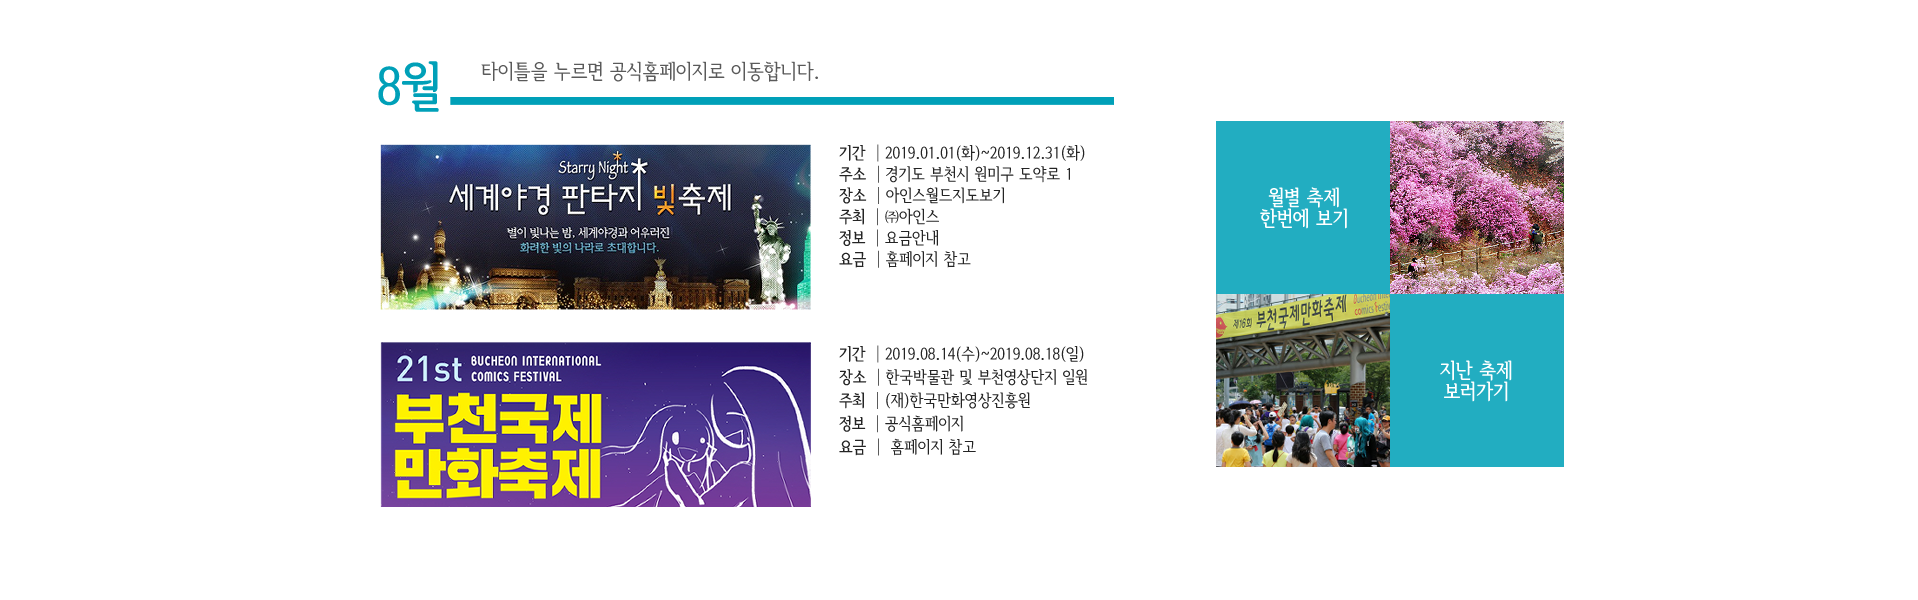 8월
타이틀을 누르면 공식홈페이지로 이동합니다.
Starry Night
세계야경 판타지 빛축제
별이 빛나는 밤, 세계야경과 어우러진
화려한 빛의 나라로 초대합니다.
기간 | 2019.01.01(화)~2019.12.31(화)
주소 | 경기도 부천시 원미구 도약로 1
장소 | 아인스월드지도보기
주최 | ㈜아인스
정보 | 요금안내
요금 | 홈페이지 참고
21st BUCHEON INTERNATIONAL
COMICS FESTIVAL
부천국제
만화축제
기간 | 2019.08.14(수)~2019.08.18(일)
장소 | 한국박물관 및 부천영상단지 일원
주최 | (재)한국만화영상진흥원
정보 | 공식홈페이지
요금 | 홈페이지 참고
월별 축제
한번에 보기
제16회 부천국제만화축제
Bucheon
comics
지난 축제
보러가기